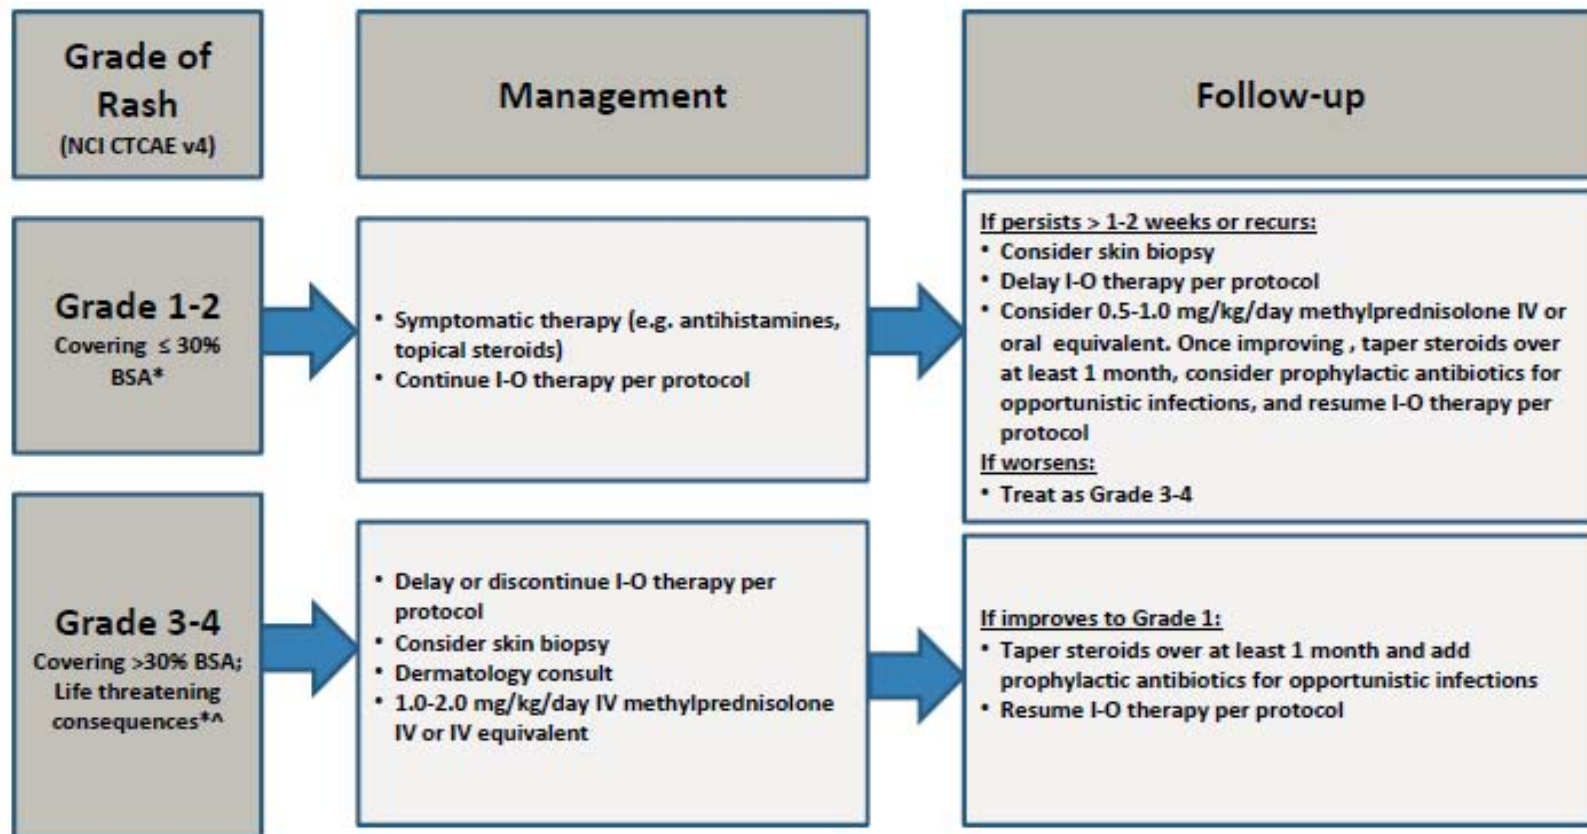 Grade of
Rash
(NCI CTCAE v4)
Management
Follow-up
Grade 1-2
Covering ≤ 30%
BSA*
• Symptomatic therapy (e.g. antihistamines,
topical steroids)
• Continue I-O therapy per protocol
If persists > 1-2 weeks or recurs:
• Consider skin biopsy
• Delay I-O therapy per protocol
• Consider 0.5-1.0 mg/kg/day methylprednisolone IV or
oral equivalent. Once improving , taper steroids over
at least 1 month, consider prophylactic antibiotics for
opportunistic infections, and resume I-O therapy per
protocol
If worsens:
• Treat as Grade 3-4
Grade 3-4
Covering >30% BSA;
Life threatening
consequences*^
• Delay or discontinue I-O therapy per
protocol
• Consider skin biopsy
• Dermatology consult
• 1.0-2.0 mg/kg/day IV methylprednisolone
IV or IV equivalent
If improves to Grade 1:
• Taper steroids over at least 1 month and add
prophylactic antibiotics for opportunistic infections
• Resume I-O therapy per protocol